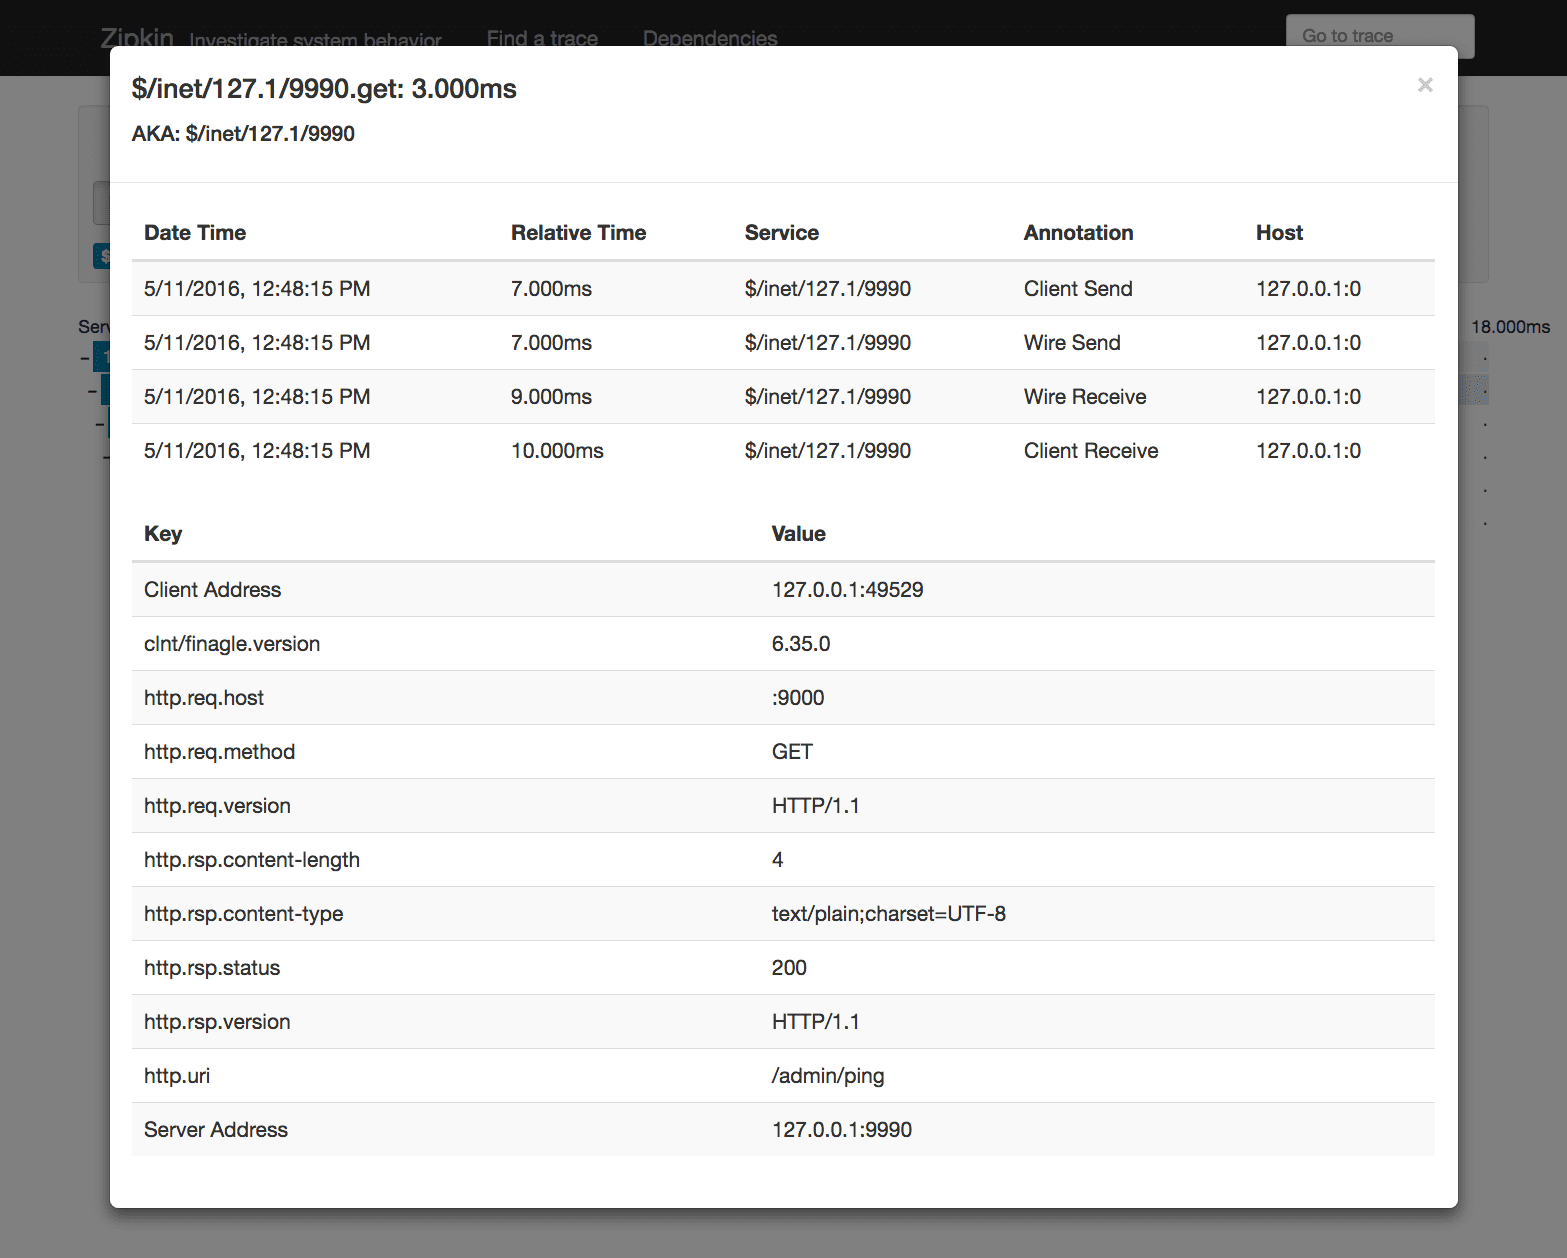 Zipkin Investigate system behavior Find a trace Dependencies Go to trace
$/inet/127.1/9990.get: 3.000ms ×
AKA: $/inet/127.1/9990
Date Time Relative Time Service Annotation Host
5/11/2016, 12:48:15 PM 7.000ms $/inet/127.1/9990 Client Send 127.0.0.1:0
5/11/2016, 12:48:15 PM 7.000ms $/inet/127.1/9990 Wire Send 127.0.0.1:0
5/11/2016, 12:48:15 PM 9.000ms $/inet/127.1/9990 Wire Receive 127.0.0.1:0
5/11/2016, 12:48:15 PM 10.000ms $/inet/127.1/9990 Client Receive 127.0.0.1:0
18.000ms
Key Value
Client Address 127.0.0.1:49529
clnt/finagle.version 6.35.0
http.req.host :9000
http.req.method GET
http.req.version HTTP/1.1
http.rsp.content-length 4
http.rsp.content-type text/plain;charset=UTF-8
http.rsp.status 200
http.rsp.version HTTP/1.1
http.uri /admin/ping
Server Address 127.0.0.1:9990